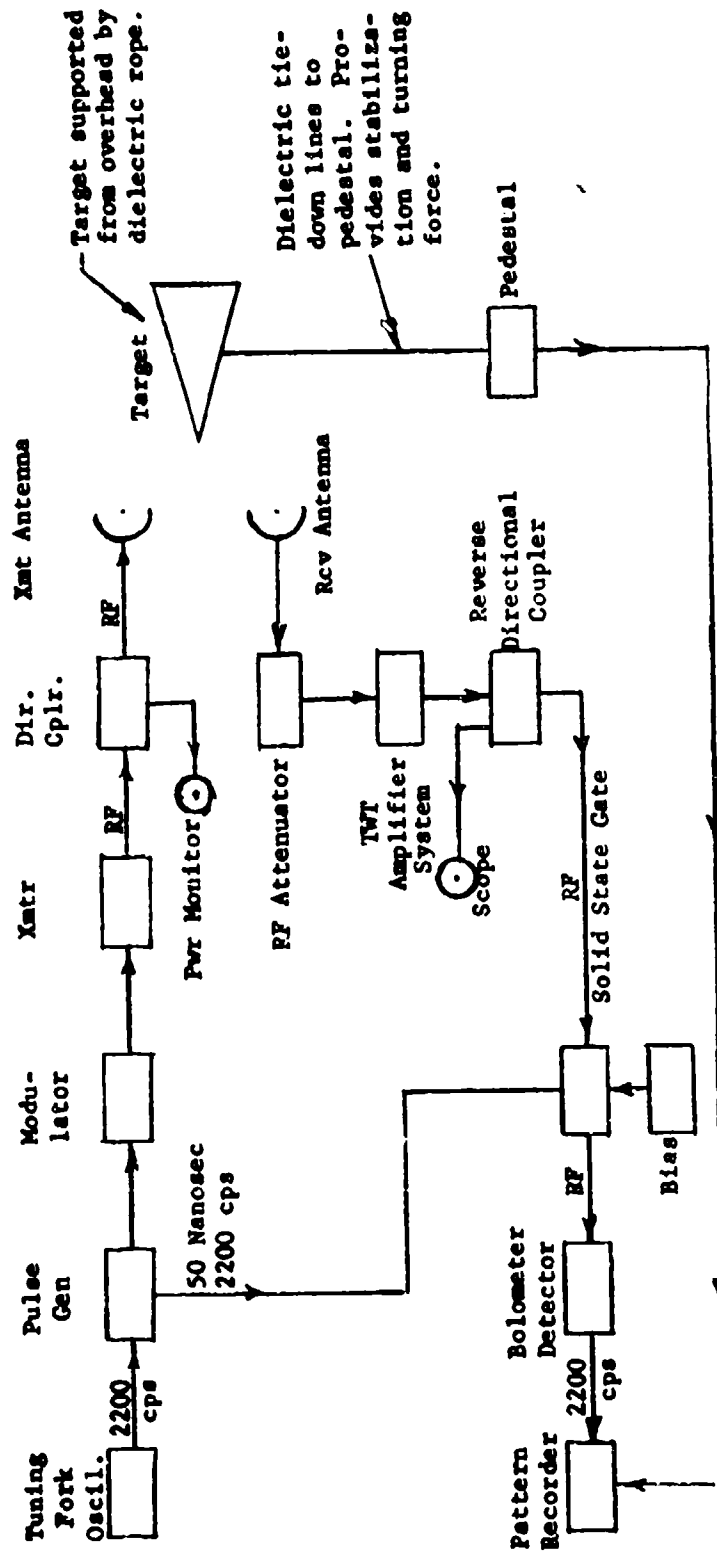 Tuning
Fork
Oscil.
2200
cps
Pulse
Gen
50 Nanosec
2200 cps
Modu-
lator
Xmtr
RF
Pwr Monitor
Dir.
Cplr.
RF
Xmt Antenna
Target
Target supported
from overhead by
dielectric rope.
Rcv Antenna
RF Attenuator
TWT
Amplifier
System
Scope
Reverse
Directional
Coupler
Dielectric tie-
down lines to
pedestal. Pro-
vides stabiliza-
tion and turning
force.
Pedestal
RF
Solid State Gate
Bias
RF
Bolometer
Detector
2200
cps
Pattern
Recorder